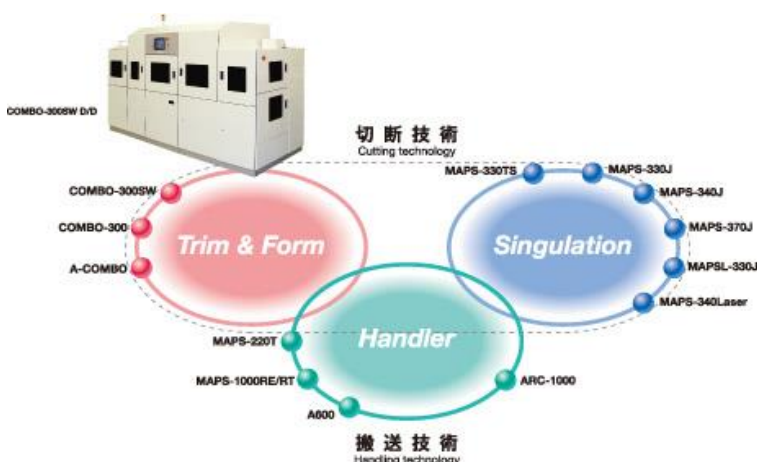 COMBO-300SW D/D
切断技術
Cutting technology
MAPS-330TS
MAPS-330J
COMBO-300SW
MAPS-340J
COMBO-300
MAPS-370J
Trim & Form
Singulation
A-COMBO
MAPSL-330J
MAPS-340Laser
MAPS-220T
Handler
MAPS-1000RE/RT
ARC-1000
A600
搬送技術
Handling technology